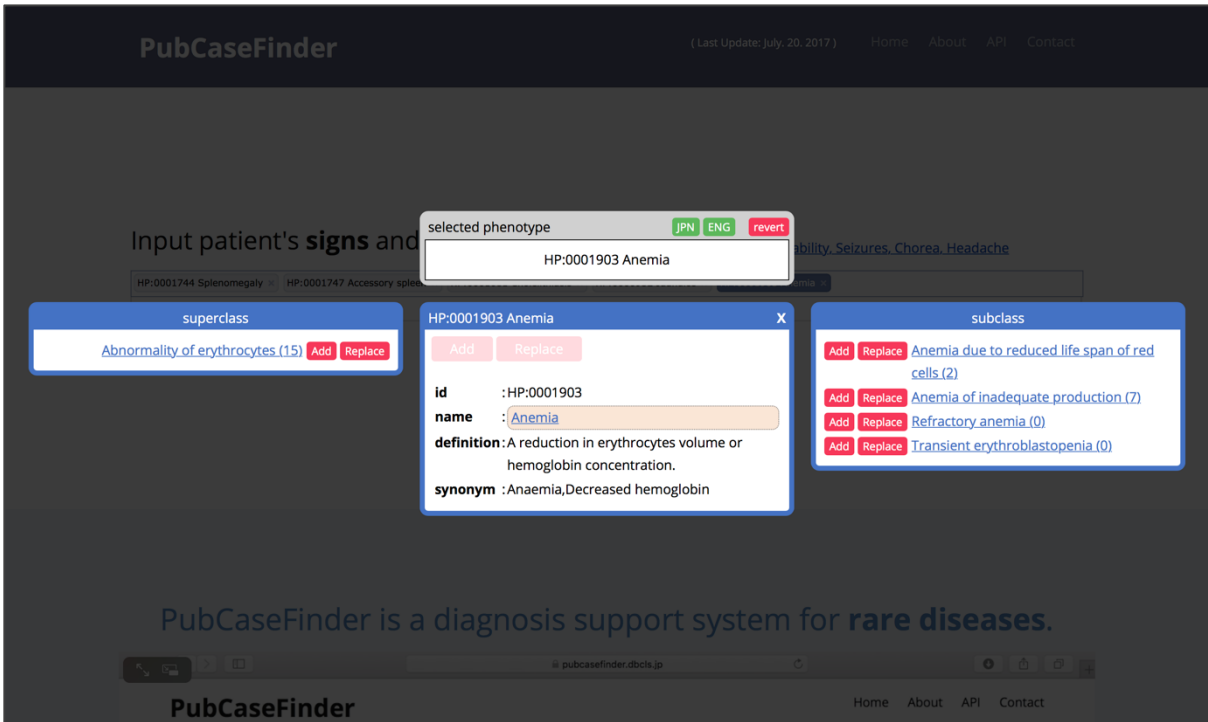 PubCaseFinder
( Last Update: July, 20. 2017 ) Home About API Contact
selected phenotype JPN ENG revert
HP:0001903 Anemia
Input patient's signs and
ability, Seizures, Chorea, Headache
HP:0001744 Splenomegaly × HP:0001747 Accessory splee
superclass
Abnormality of erythrocytes (15) Add Replace
HP:0001903 Anemia X
Add Replace
id :HP:0001903
name : Anemia
definition:A reduction in erythrocytes volume or
hemoglobin concentration.
synonym :Anaemia,Decreased hemoglobin
subclass
Add Replace Anemia due to reduced life span of red
cells (2)
Add Replace Anemia of inadequate production (7)
Add Replace Refractory anemia (0)
Add Replace Transient erythroblastopenia (0)
PubCaseFinder is a diagnosis support system for rare diseases.
pubcasefinder.dbcls.jp
PubCaseFinder
Home About API Contact